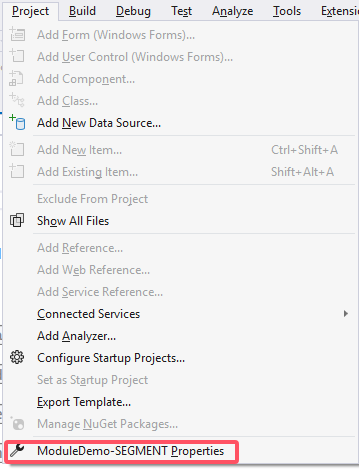 Project Build Debug Test Analyze Tools Extens
Add Form (Windows Forms)...
Add User Control (Windows Forms)...
Add Component...
Add Class...
Add New Data Source...
Add New Item... Ctrl+Shift+A
Add Existing Item... Shift+Alt+A
Exclude From Project
Show All Files
Add Reference...
Add Web Reference...
Add Service Reference...
Connected Services
Add Analyzer...
Configure Startup Projects...
Set as Startup Project
Export Template...
Manage NuGet Packages...
ModuleDemo-SEGMENT Properties